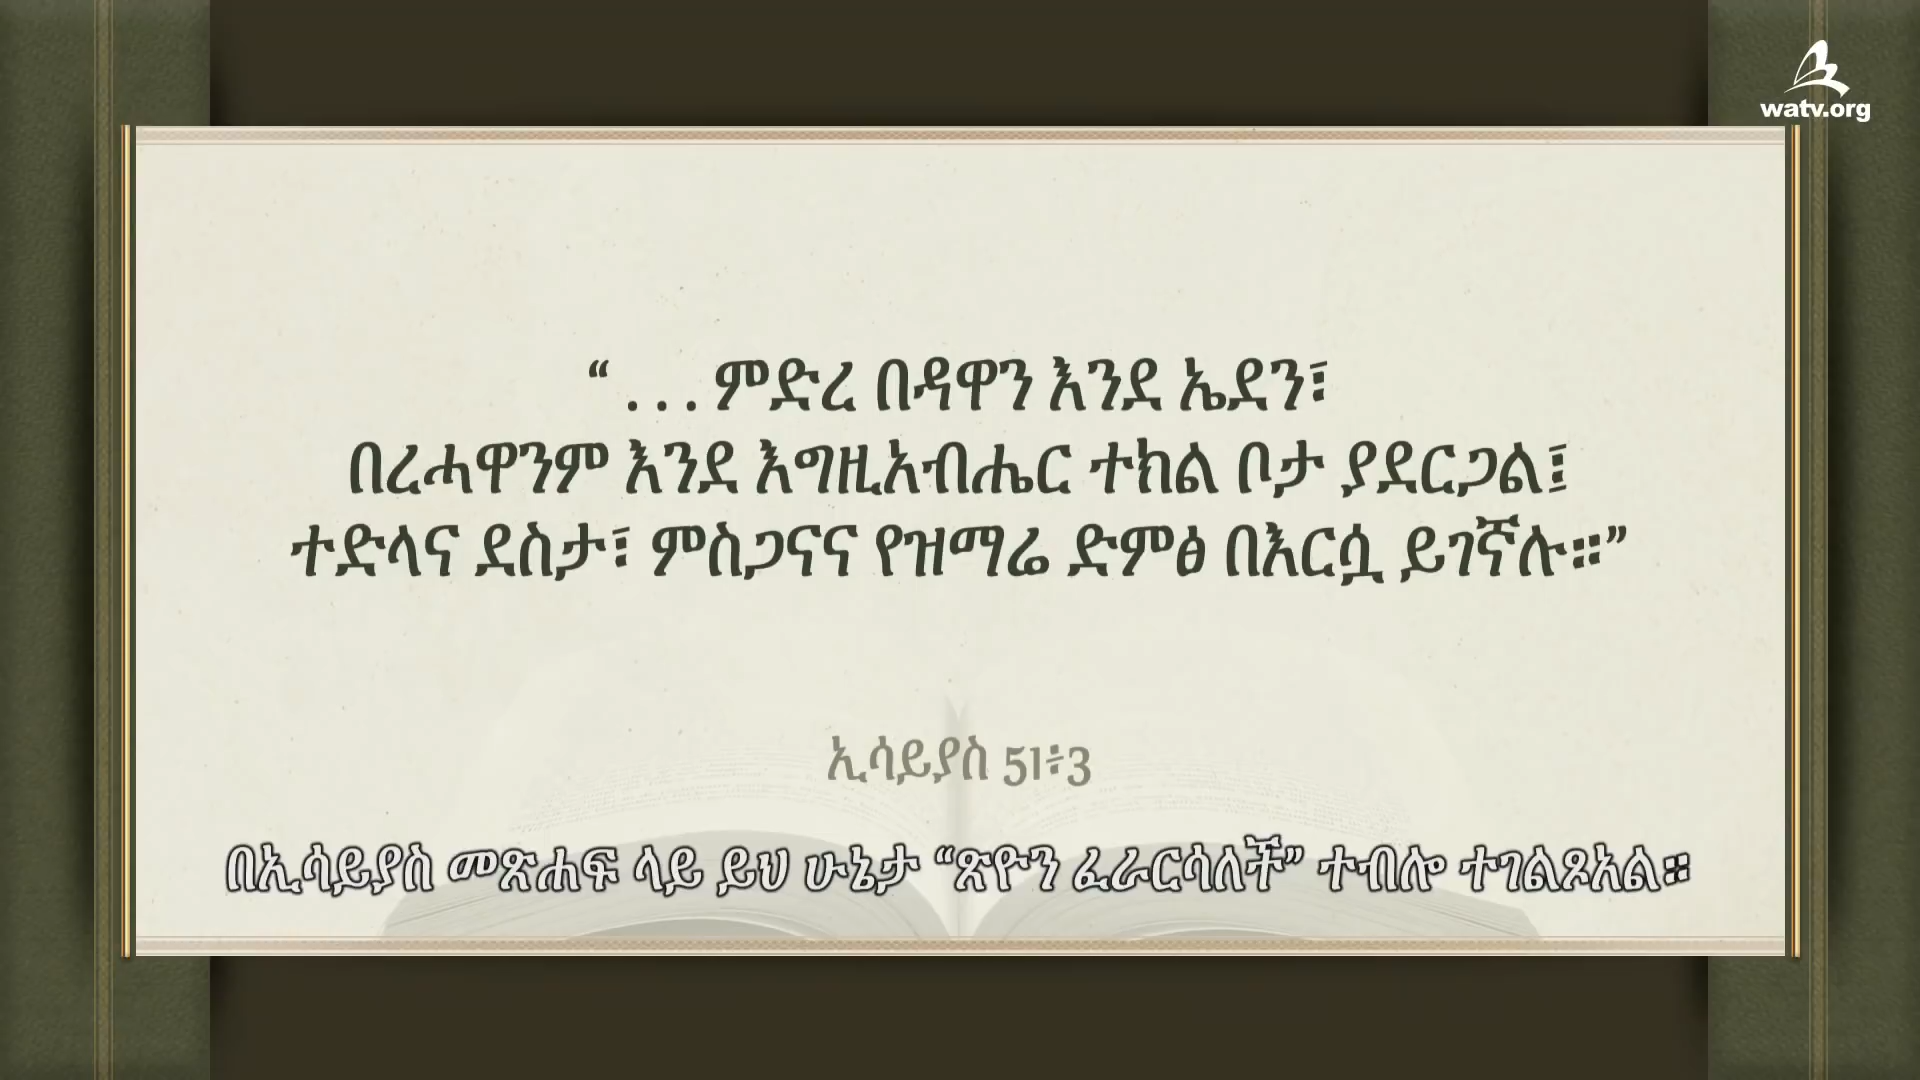 watv.org
“ . . . ምድረ በዳዋን እንደ ኤደን፣
በረሓዋንም እንደ እግዚአብሔር ተክል ቦታ ያደርጋል፤
ተድላና ደስታ፣ ምስጋናና የዝማሬ ድምፅ በእርሷ ይገኛሉ።”
ኢሳይያስ 51፥3
በኢሳይያስ መጽሐፍ ላይ ይህ ሁኔታ “ጽዮን ፈራርሳለች” ተብሎ ተገልጾአል።